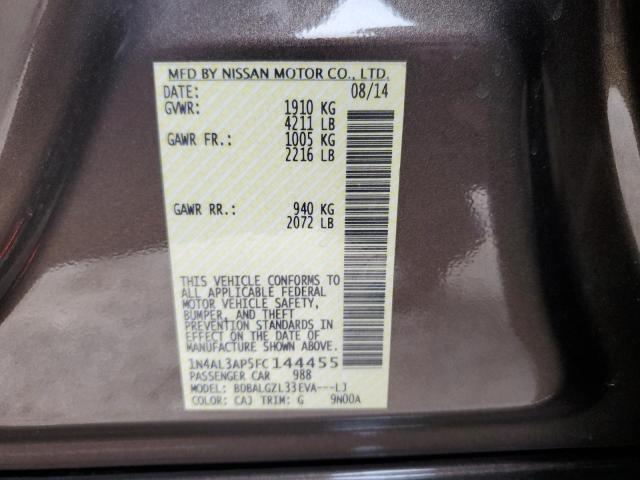 MFD BY NISSAN MOTOR CO., LTD.
DATE: 08/14
GVWR: 1910 KG
4211 LB
GAWR FR.: 1005 KG
2216 LB
GAWR RR.: 940 KG
2072 LB
THIS VEHICLE CONFORMS TO
ALL APPLICABLE FEDERAL
MOTOR VEHICLE SAFETY,
BUMPER, AND THEFT
PREVENTION STANDARDS IN
EFFECT ON THE DATE OF
MANUFACTURE SHOWN ABOVE.
1N4AL3AP5FC144455
PASSENGER CAR 988
MODEL: BDBALGZL33EVA---LJ
COLOR: CAJ TRIM: G 9N00A